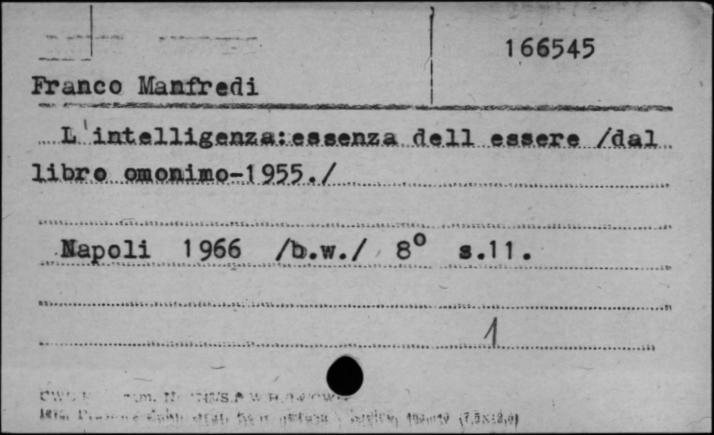 166545
Franco Manfredi
L'intelligenza:essenza dell essere /dal
libro omonimo-1955./
Napoli 1966 /b.w./ 8° s.11.
1